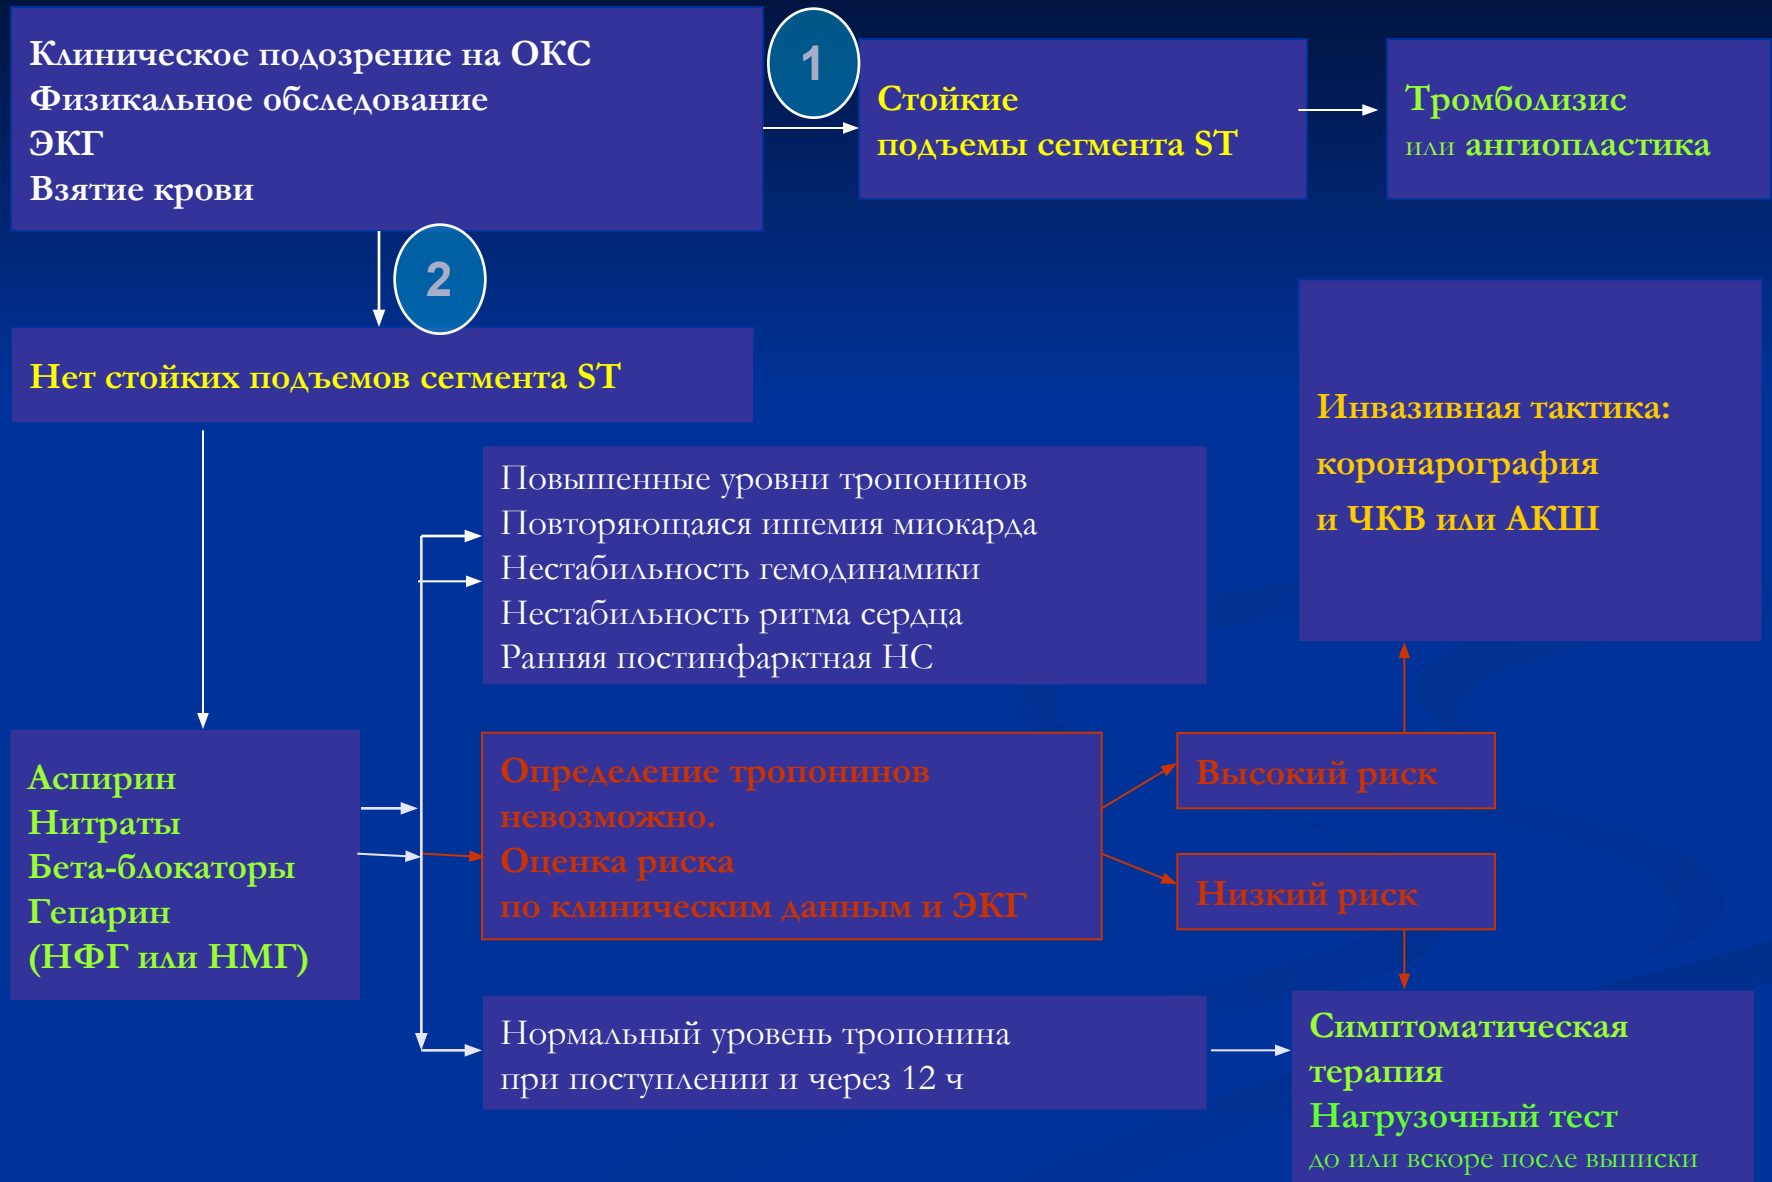 Клиническое подозрение на ОКС
Физикальное обследование
ЭКГ
Взятие крови
1
Стойкие
подъемы сегмента ST
Тромболизис
или ангиопластика
2
Нет стойких подъемов сегмента ST
Инвазивная тактика:
коронарография
и ЧКВ или АКШ
Повышенные уровни тропонинов
Повторяющаяся ишемия миокарда
Нестабильность гемодинамики
Нестабильность ритма сердца
Ранняя постинфарктная НС
Аспирин
Нитраты
Бета-блокаторы
Гепарин
(НФГ или НМГ)
Определение тропонинов
невозможно.
Оценка риска
по клиническим данным и ЭКГ
Высокий риск
Низкий риск
Нормальный уровень тропонина
при поступлении и через 12 ч
Симптоматическая
терапия
Нагрузочный тест
до или вскоре после выписки